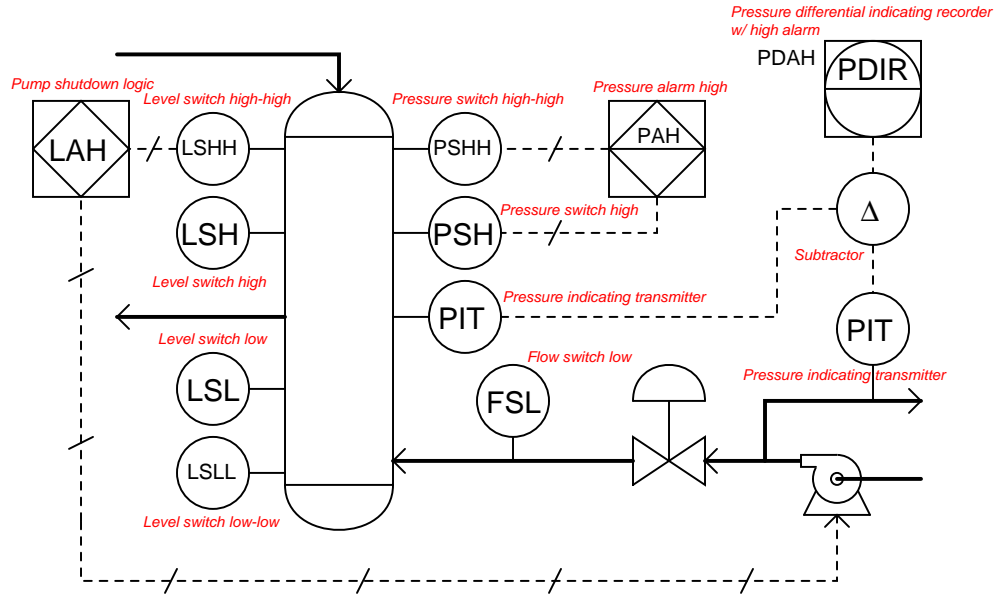 Pressure differential indicating recorder
w/ high alarm
PDAH
PDIR
Pump shutdown logic
Level switch high-high
Pressure switch high-high
Pressure alarm high
LAH
LSHH
PSHH
PAH
LSH
PSH
Pressure switch high
Δ
Subtractor
Level switch high
Pressure indicating transmitter
PIT
PIT
Level switch low
Flow switch low
Pressure indicating transmitter
LSL
FSL
LSLL
Level switch low-low